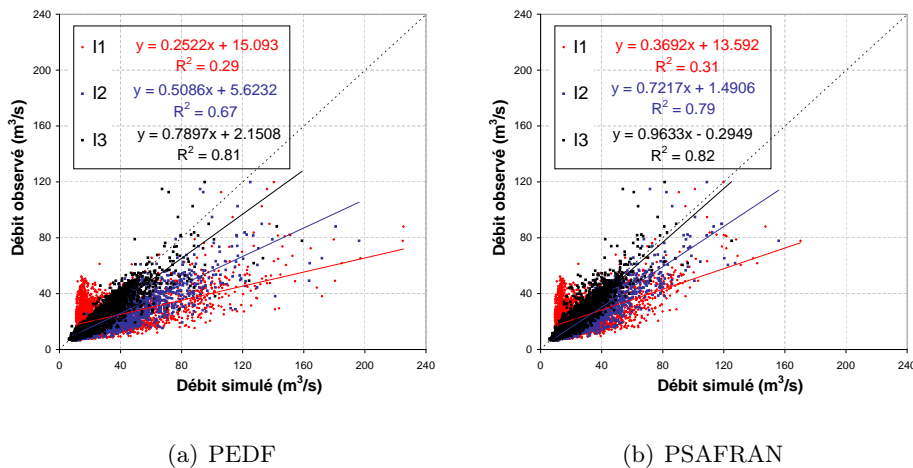 240
200
160
120
80
40
0
0 40 80 120 160 200 240
Débit observé (m³/s)
Débit simulé (m³/s)
I1 y = 0.2522x + 15.093
R² = 0.29
I2 y = 0.5086x + 5.6232
R² = 0.67
I3 y = 0.7897x + 2.1508
R² = 0.81
(a) PEDF
240
200
160
120
80
40
0
0 40 80 120 160 200 240
Débit observé (m³/s)
Débit simulé (m³/s)
I1 y = 0.3692x + 13.592
R² = 0.31
I2 y = 0.7217x + 1.4906
R² = 0.79
I3 y = 0.9633x - 0.2949
R² = 0.82
(b) PSAFRAN